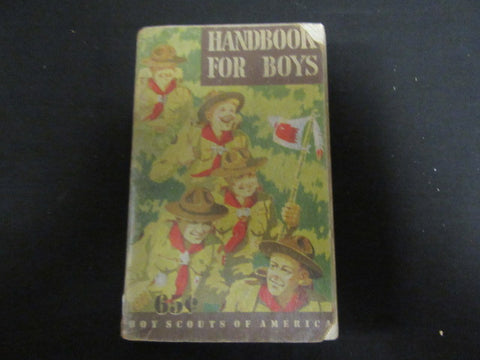 HANDBOOK
FOR BOYS
65¢
BOY SCOUTS OF AMERICA